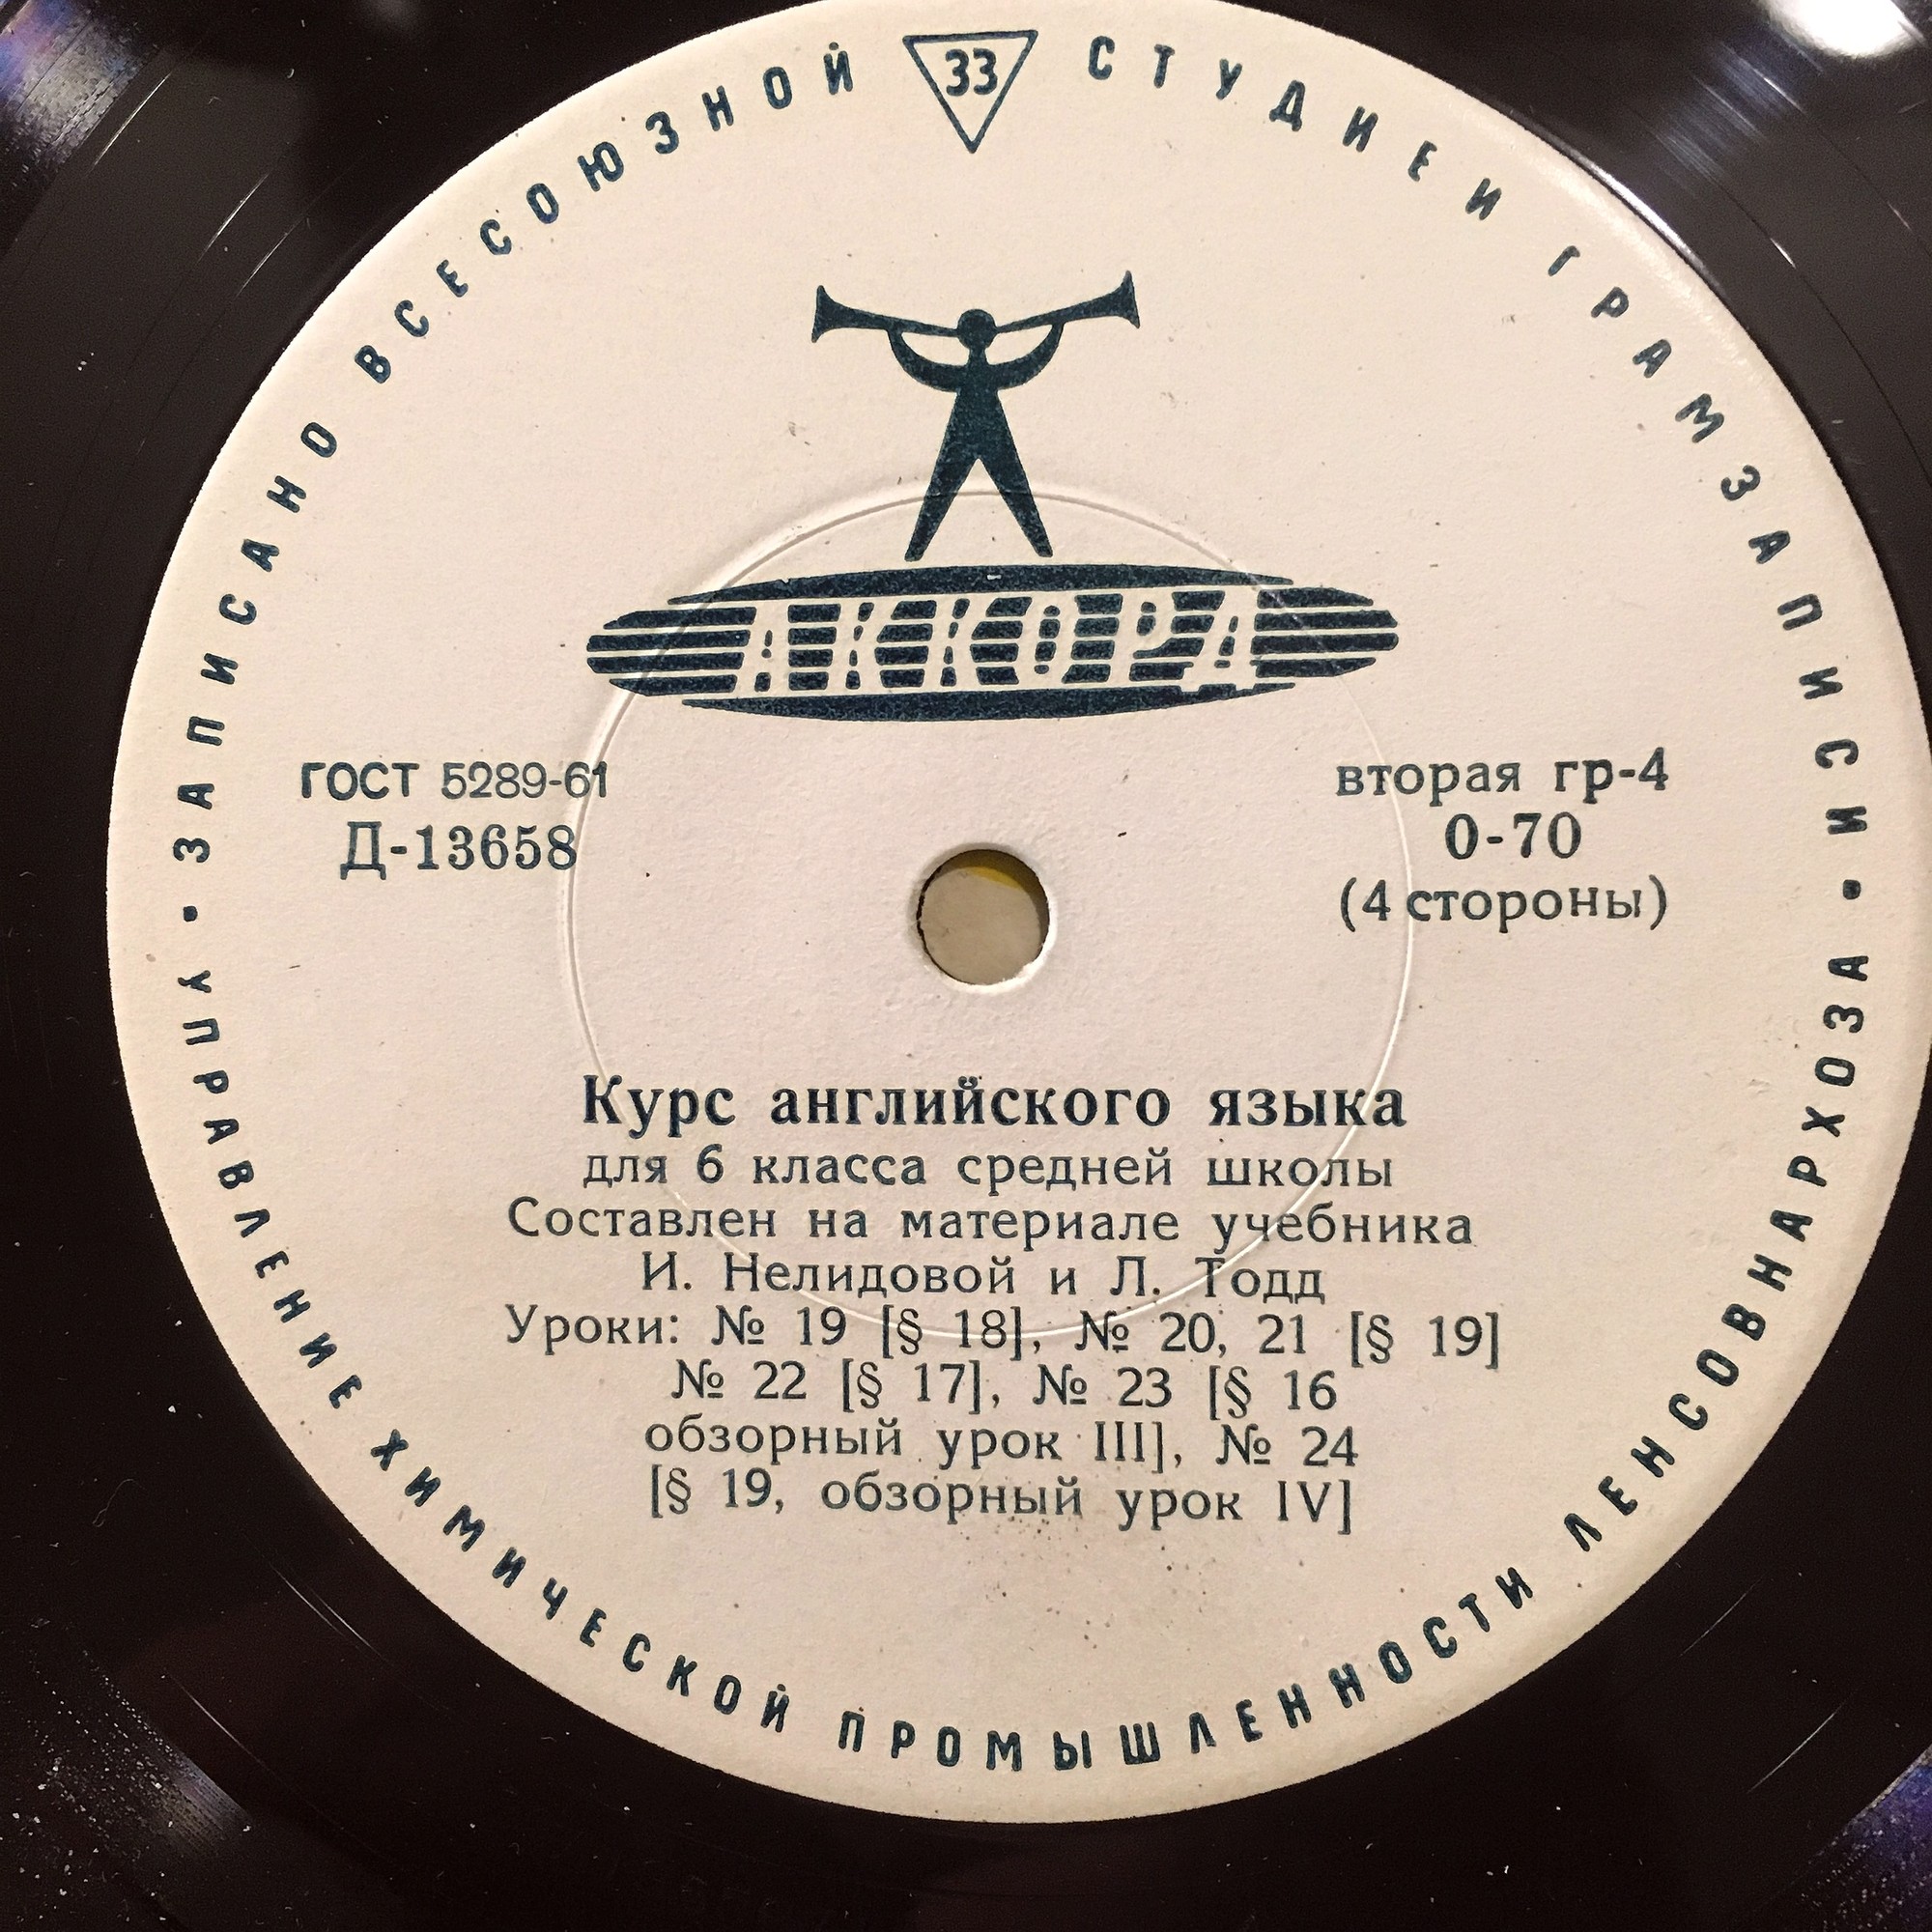 ЗАПИСАНО ВСЕСОЮЗНОЙ СТУДИЕЙ ГРАМЗАПИСИ
33
АККОРД
ГОСТ 5289-61
Д-13658
вторая гр-4
0-70
(4 стороны)
Курс английского языка
для 6 класса средней школы
Составлен на материале учебника
И. Нелидовой и Л. Тодд
Уроки: № 19 [§ 18], № 20, 21 [§ 19]
№ 22 [§ 17], № 23 [§ 16
обзорный урок III], № 24
[§ 19, обзорный урок IV]
УПРАВЛЕНИЕ ХИМИЧЕСКОЙ ПРОМЫШЛЕННОСТИ ЛЕНСОВНАРХОЗА